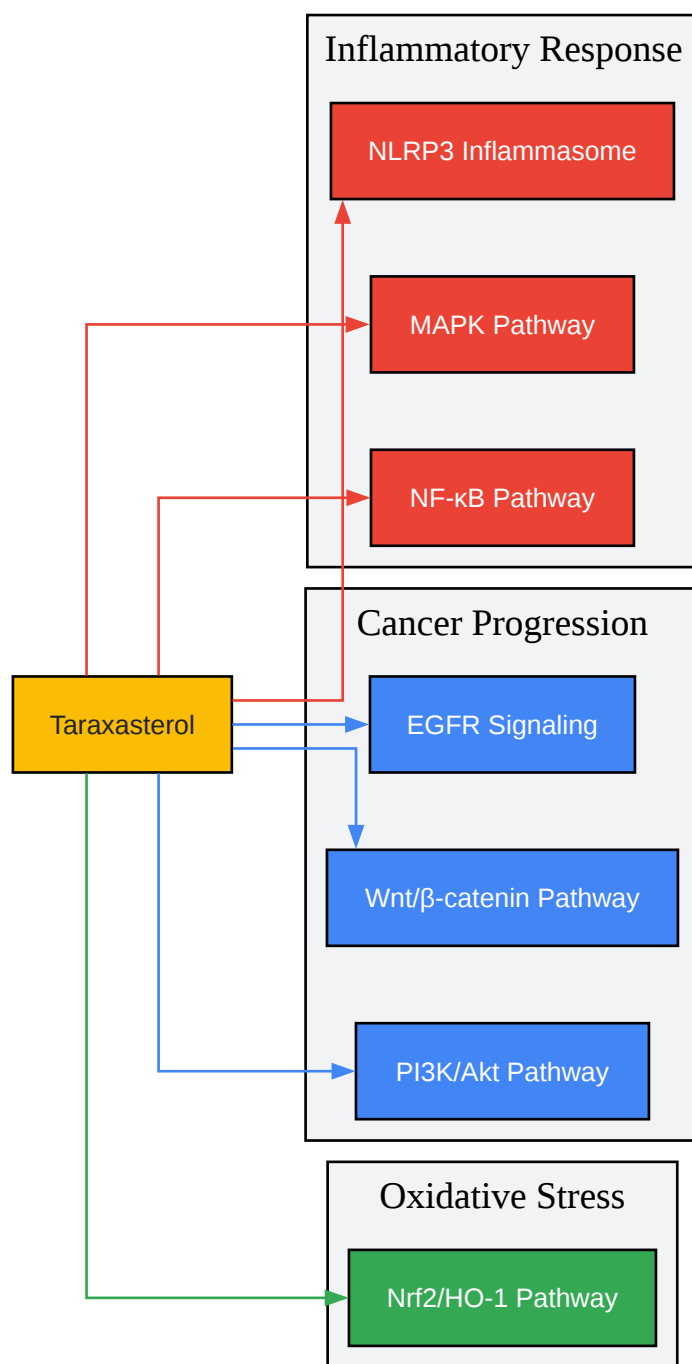 Inflammatory Response
NLRP3 Inflammasome
MAPK Pathway
NF-κB Pathway
Cancer Progression
Taraxasterol
EGFR Signaling
Wnt/β-catenin Pathway
PI3K/Akt Pathway
Oxidative Stress
Nrf2/HO-1 Pathway